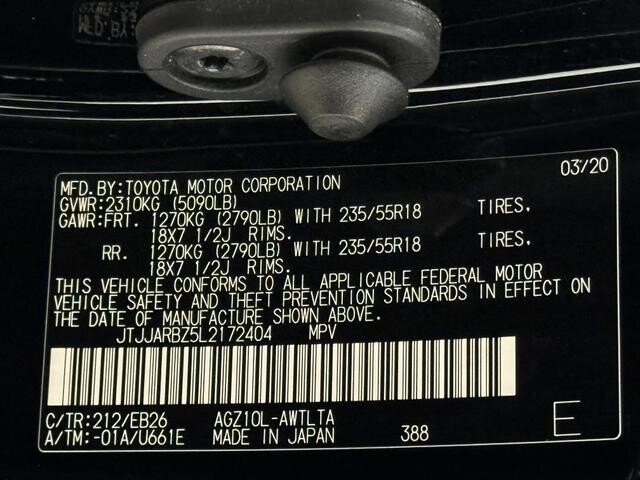 MFD.BY:TOYOTA MOTOR CORPORATION 03/20
GVWR:2310KG (5090LB)
GAWR:FRT. 1270KG (2790LB) WITH 235/55R18 TIRES,
18X7 1/2J RIMS.
RR. 1270KG (2790LB) WITH 235/55R18 TIRES,
18X7 1/2J RIMS.
THIS VEHICLE CONFORMS TO ALL APPLICABLE FEDERAL MOTOR
VEHICLE SAFETY AND THEFT PREVENTION STANDARDS IN EFFECT ON
THE DATE OF MANUFACTURE SHOWN ABOVE.
JTJJARBZ5L2172404 MPV
C/TR:212/EB26 AGZ10L-AWTLTA
A/TM:-01A/U661E MADE IN JAPAN 388 E